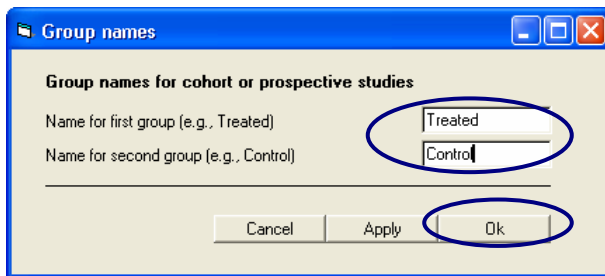 Group names
Group names for cohort or prospective studies
Name for first group (e.g., Treated) Treated
Name for second group (e.g., Control) Control
Cancel Apply Ok